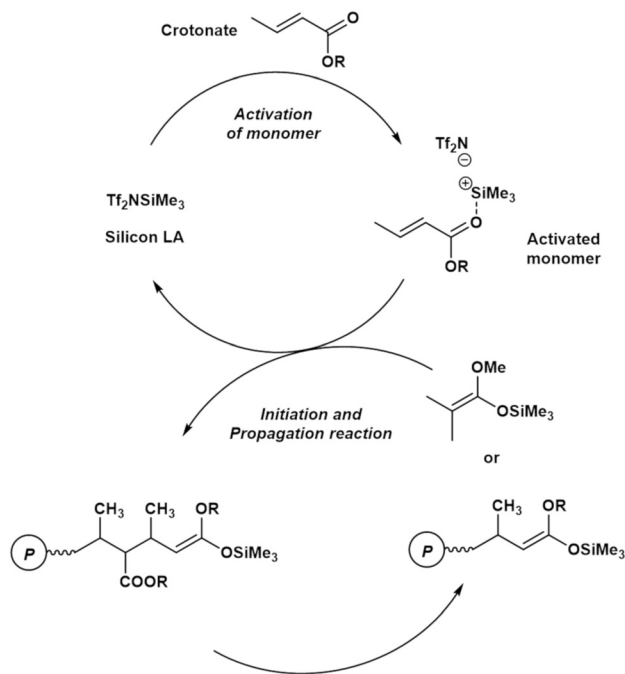 Crotonate
O
OR
Activation
of monomer
Tf₂N
⊖
⊕
SiMe₃
O
OR
Tf₂NSiMe₃
Silicon LA
Activated
monomer
OMe
OSiMe₃
Initiation and
Propagation reaction
or
CH₃ CH₃ OR
P OSiMe₃
COOR
CH₃ OR
P OSiMe₃